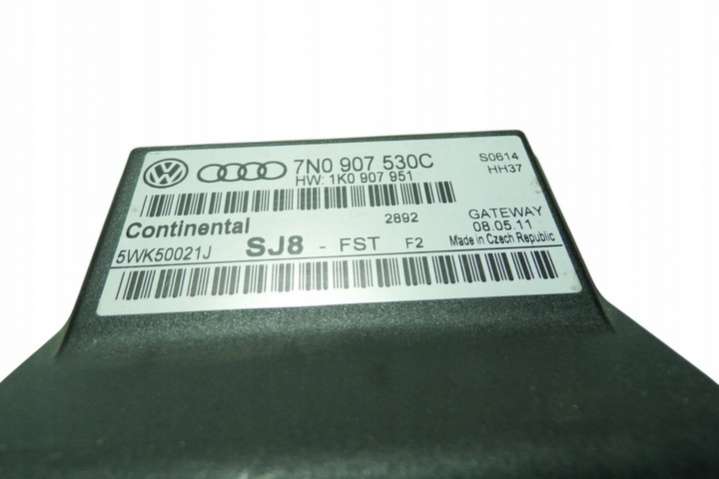 7N0 907 530C S0614
HW: 1K0 907 951 HH37
Continental 2892 GATEWAY
08.05.11
5WK50021J SJ8 - FST F2 Made in Czech Republic